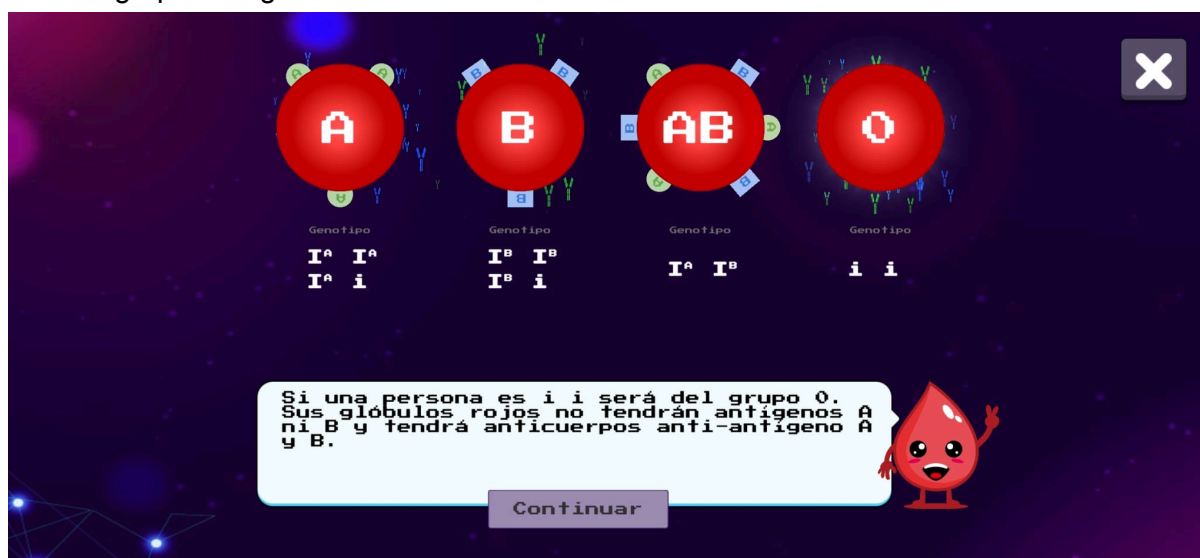 A B AB O
Genotipo Genotipo Genotipo Genotipo
Iᴬ Iᴬ Iᴮ Iᴮ Iᴬ Iᴮ i i
Iᴬ i Iᴮ i
Si una persona es i i será del grupo O.
Sus glóbulos rojos no tendrán antígenos A
ni B y tendrá anticuerpos anti-antígeno A
y B.
Continuar